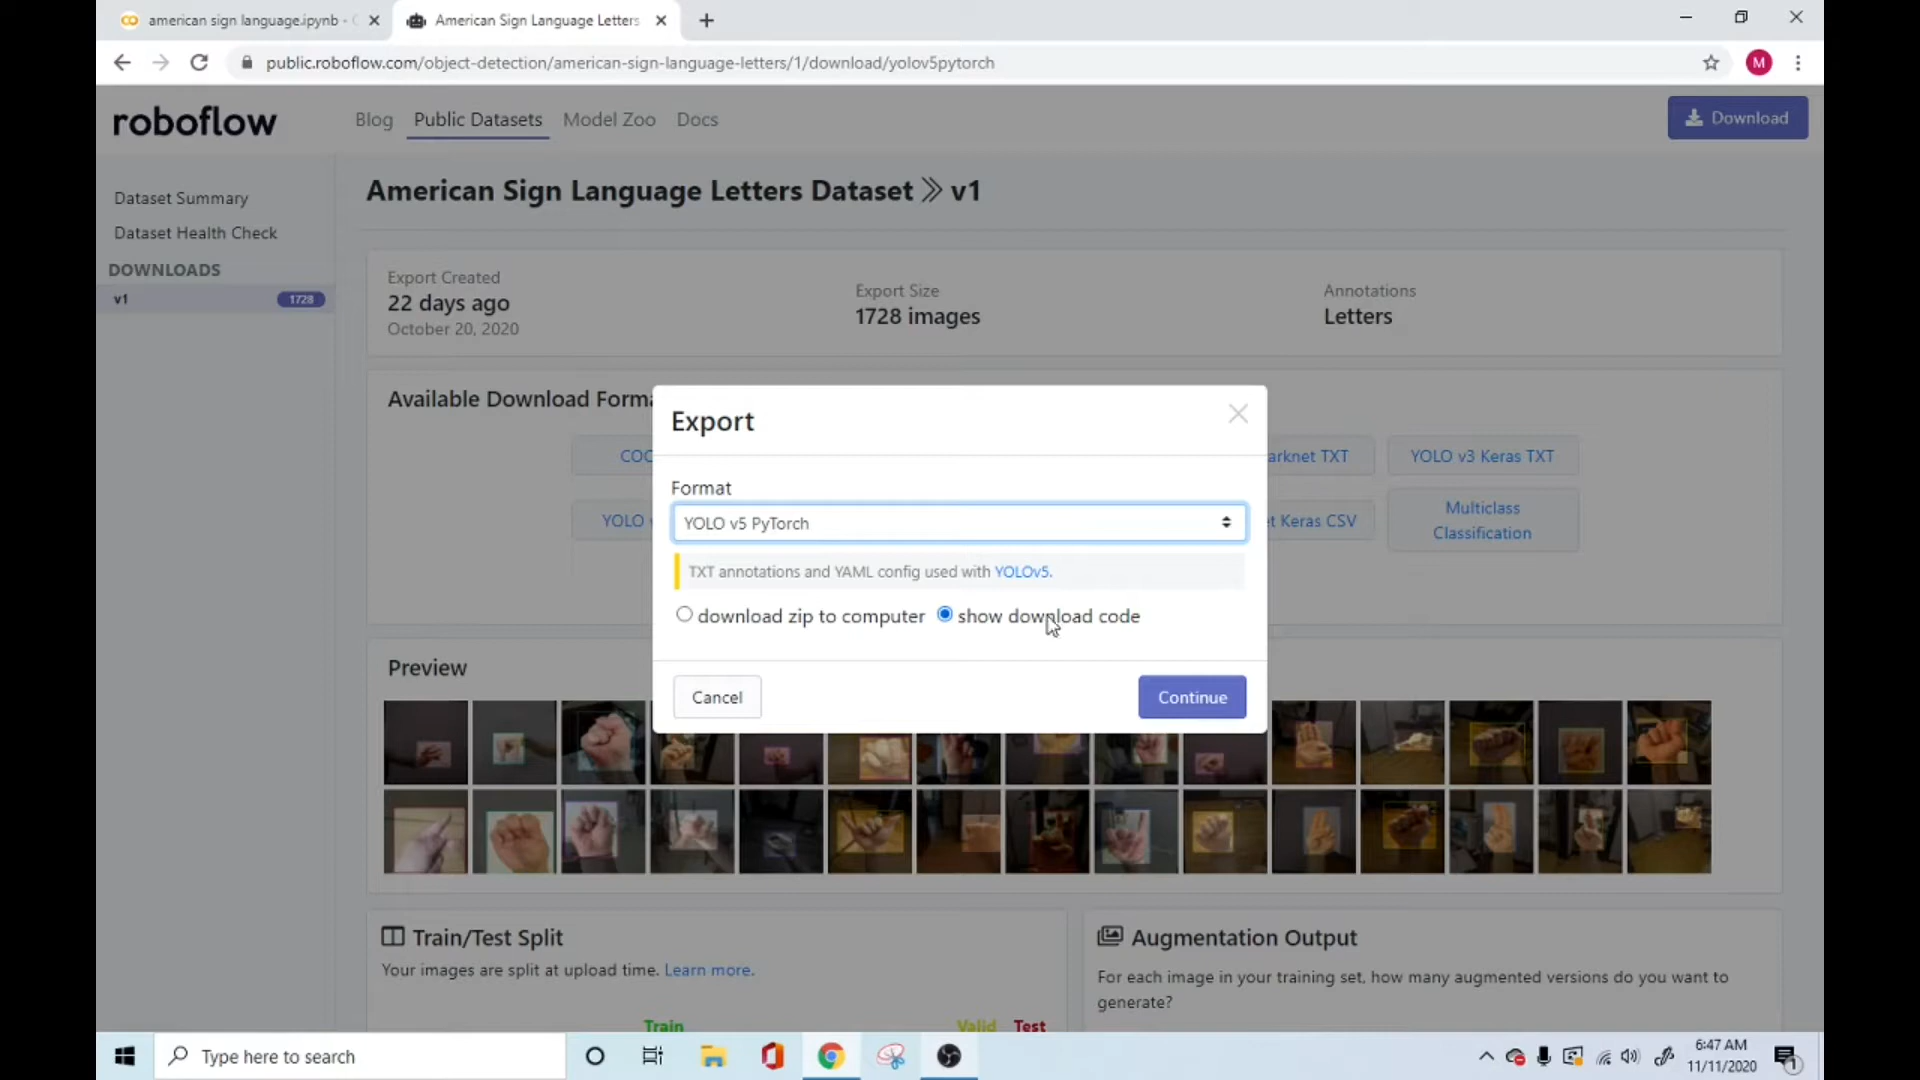 american sign language.ipynb -
American Sign Language Letters
public.roboflow.com/object-detection/american-sign-language-letters/1/download/yolov5pytorch
M
roboflow
Blog
Public Datasets
Model Zoo
Docs
Download
Dataset Summary
Dataset Health Check
DOWNLOADS
v1
1728
American Sign Language Letters Dataset
v1
Export Created
22 days ago
October 20, 2020
Export Size
1728 images
Annotations
Letters
Available Download Forma
COC
arknet TXT
YOLO v3 Keras TXT
YOLO
t Keras CSV
Multiclass
Classification
Export
Format
YOLO v5 PyTorch
TXT annotations and YAML config used with YOLOv5.
download zip to computer
show download code
Cancel
Continue
Preview
Train/Test Split
Your images are split at upload time. Learn more.
Train
Valid
Test
Augmentation Output
For each image in your training set, how many augmented versions do you want to
generate?
Type here to search
6:47 AM
11/11/2020
1